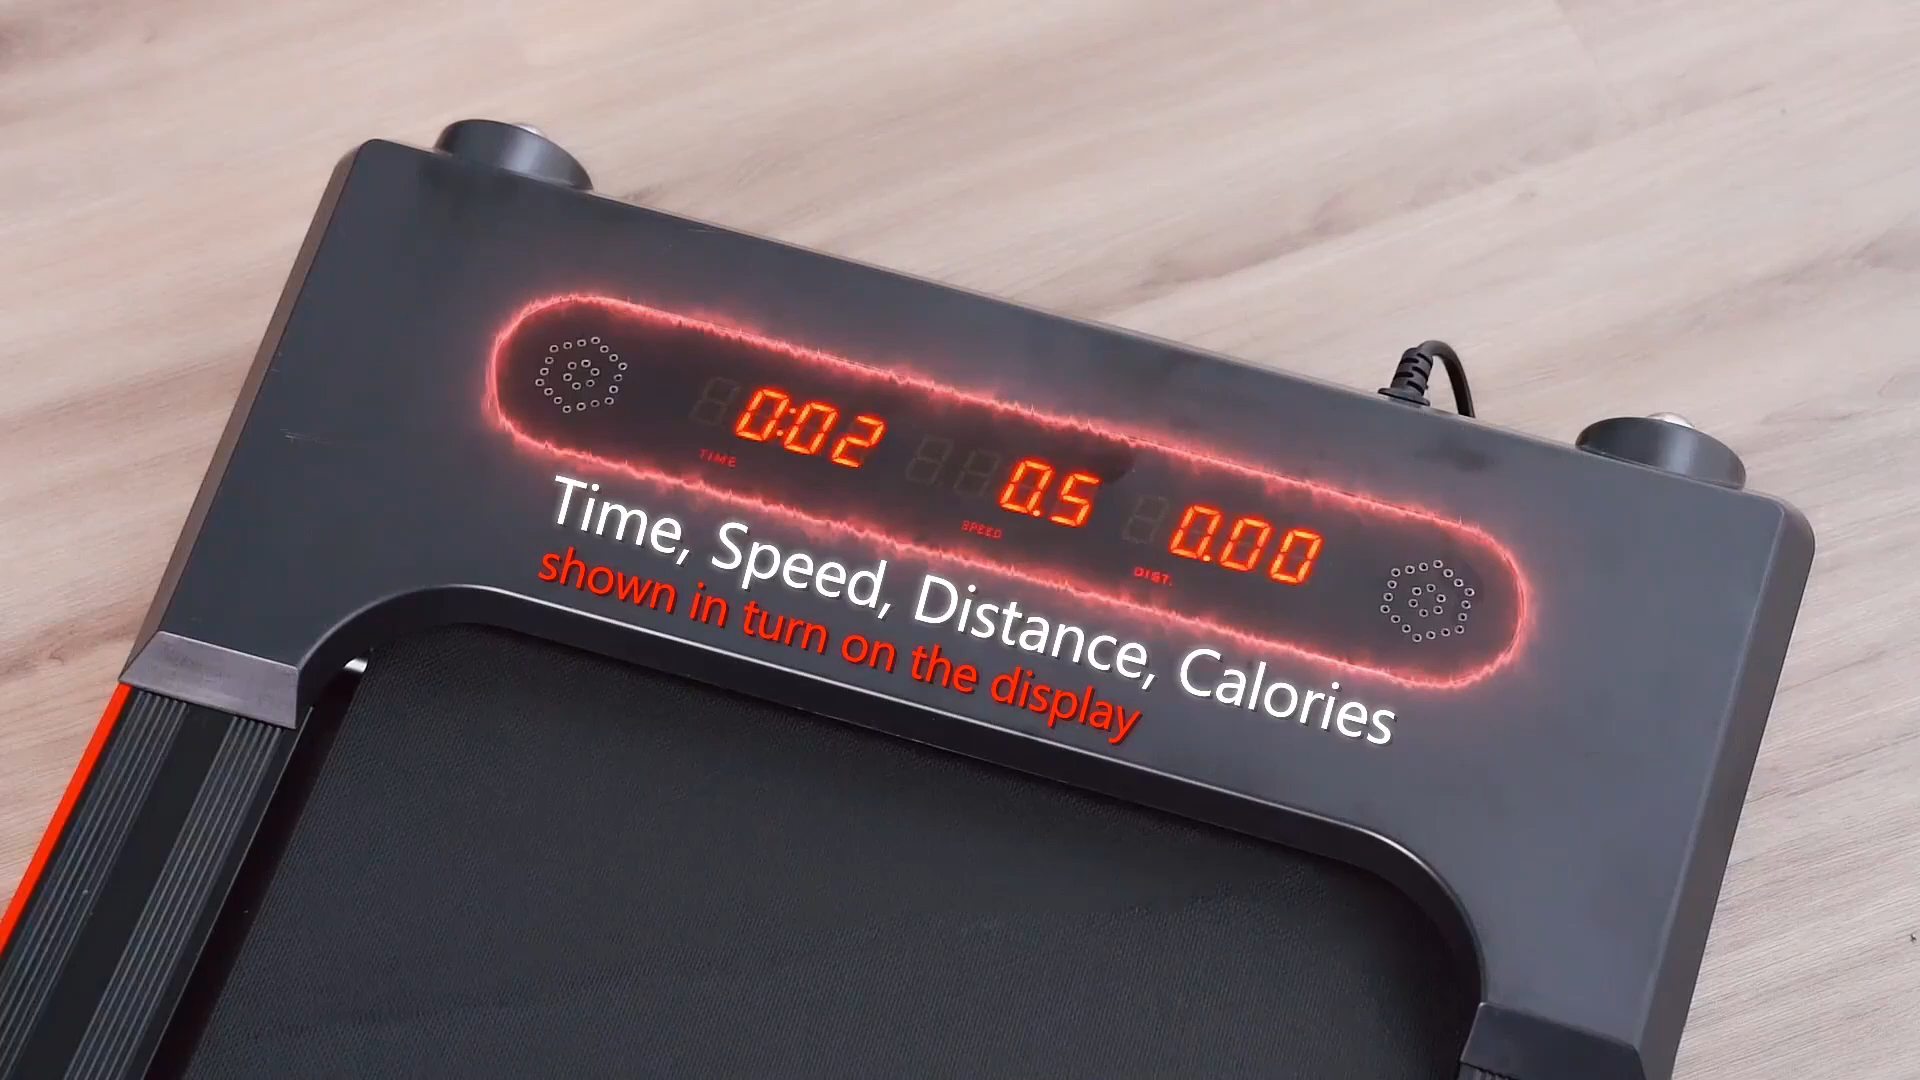 0:02 0.5 0.00
TIME SPEED DIST.
Time, Speed, Distance, Calories
shown in turn on the display